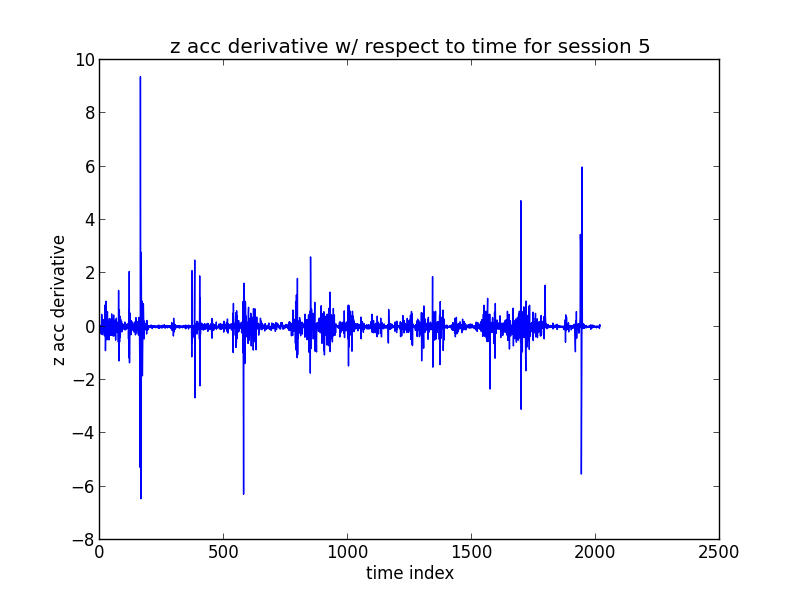 z acc derivative w/ respect to time for session 5
10
8
6
4
2
0
−2
−4
−6
−8
z acc derivative
0 500 1000 1500 2000 2500
time index